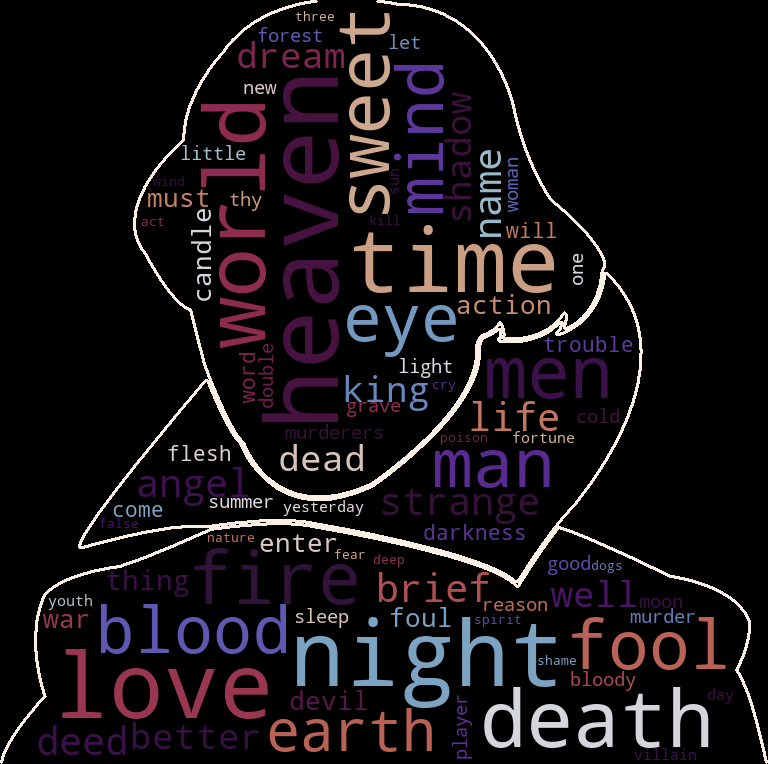 three
sweet
forest
let
dream
mind
new
heaven
shadow
world
little
name
woman
sun
wind
must
thy
act
candle
kill
will
time
one
eye
action
trouble
light
men
word
double
king
cry
grave
life
cold
murderers
poison
fortune
flesh
dead
man
angel
summer
yesterday
strange
come
false
darkness
nature
enter
fear
deep
good
dogs
thing
fire
brief
well
moon
youth
reason
war
blood
sleep
foul
spirit
murder
night
fool
shame
love
bloody
devil
death
day
player
deed
better
earth
villain